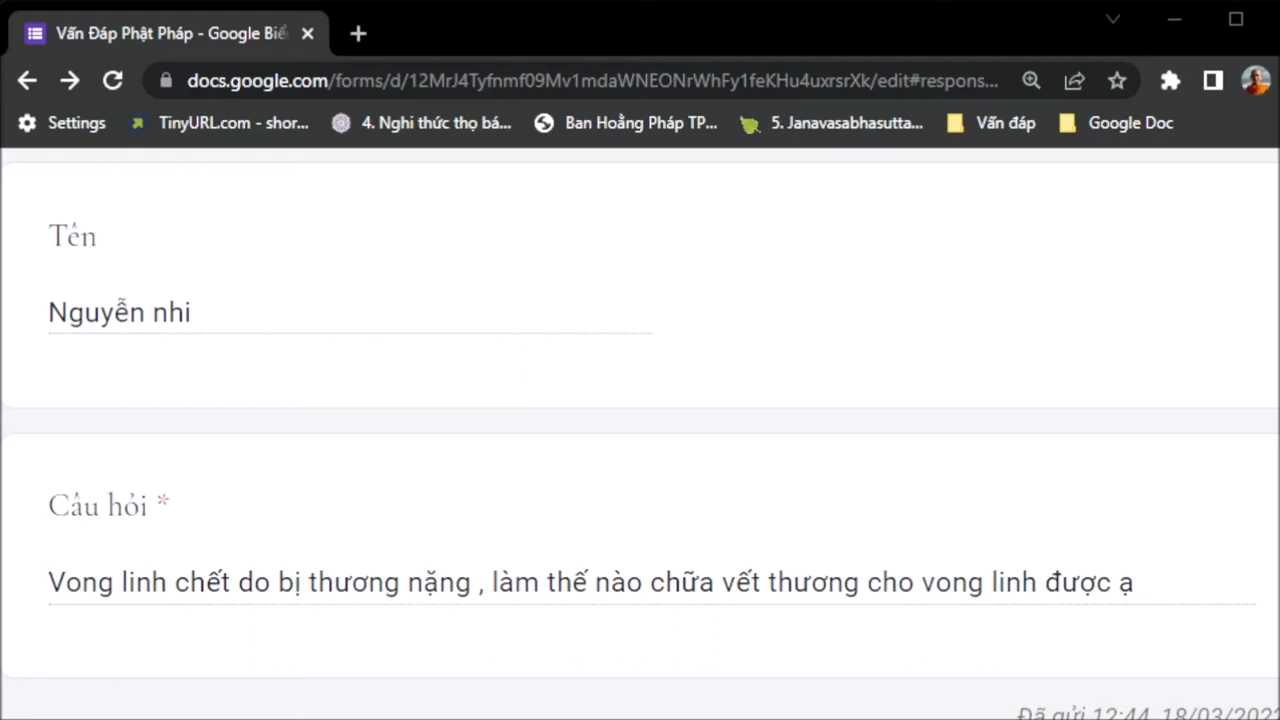 Vấn Đáp Phật Pháp - Google Biể
docs.google.com/forms/d/12MrJ4Tyfnmf09Mv1mdaWNEONrWhFy1feKHu4uxrsrXk/edit#respons...
Settings TinyURL.com - shor... 4. Nghi thức thọ bá... Ban Hoằng Pháp TP... 5. Janavasabhasutta... Vấn đáp Google Doc
Tên
Nguyễn nhi
Câu hỏi *
Vong linh chết do bị thương nặng , làm thế nào chữa vết thương cho vong linh được ạ
Đã gửi 12:44, 18/03/202